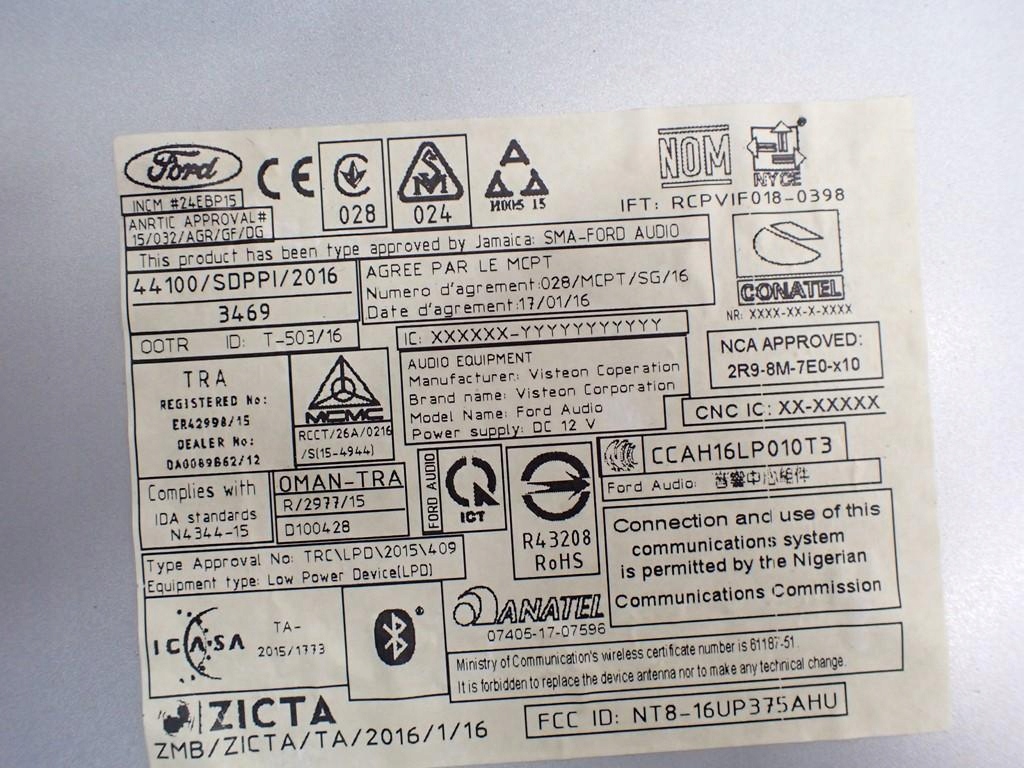 Ford
INCM #24EBP15
ANRTIC APPROVAL#
15/032/AGR/GF/DG
CE
028
024
A
A A
M005 15
NOM
NYCE
IFT: RCPVIF018-0398
This product has been type approved by Jamaica: SMA-FORD AUDIO
44100/SDPPI/2016
3469
OOTR ID: T-503/16
AGREE PAR LE MCPT
Numero d'agrement:028/MCPT/SG/16
Date d'agrement:17/01/16
CONATEL
NR: XXXX-XX-X-XXXX
IC: XXXXXX-YYYYYYYYYYY
AUDIO EQUIPMENT
Manufacturer: Visteon Coperation
Brand name: Visteon Corporation
Model Name: Ford Audio
Power supply: DC 12 V
NCA APPROVED:
2R9-8M-7E0-x10
CNC IC: XX-XXXXX
TRA
REGISTERED No:
ER42998/15
DEALER No:
DA0089862/12
MCMC
RCCT/26A/0216
/S(15-4944)
CCAH16LP010T3
Ford Audio: 音響中心组件
Complies with
IDA standards
N4344-15
OMAN-TRA
R/2977/15
D100428
FORD AUDIO
ICT
R43208
RoHS
Connection and use of this
communications system
is permitted by the Nigerian
Communications Commission
Type Approval No: TRC\LPD\2015\409
Equipment type: Low Power Device(LPD)
ICASA
TA-
2015/1773
ANATEL
07405-17-07596
Ministry of Communication's wireless certificate number is 61187-51.
It is forbidden to replace the device antenna nor to make any technical change.
ZICTA
ZMB/ZICTA/TA/2016/1/16
FCC ID: NT8-16UP375AHU